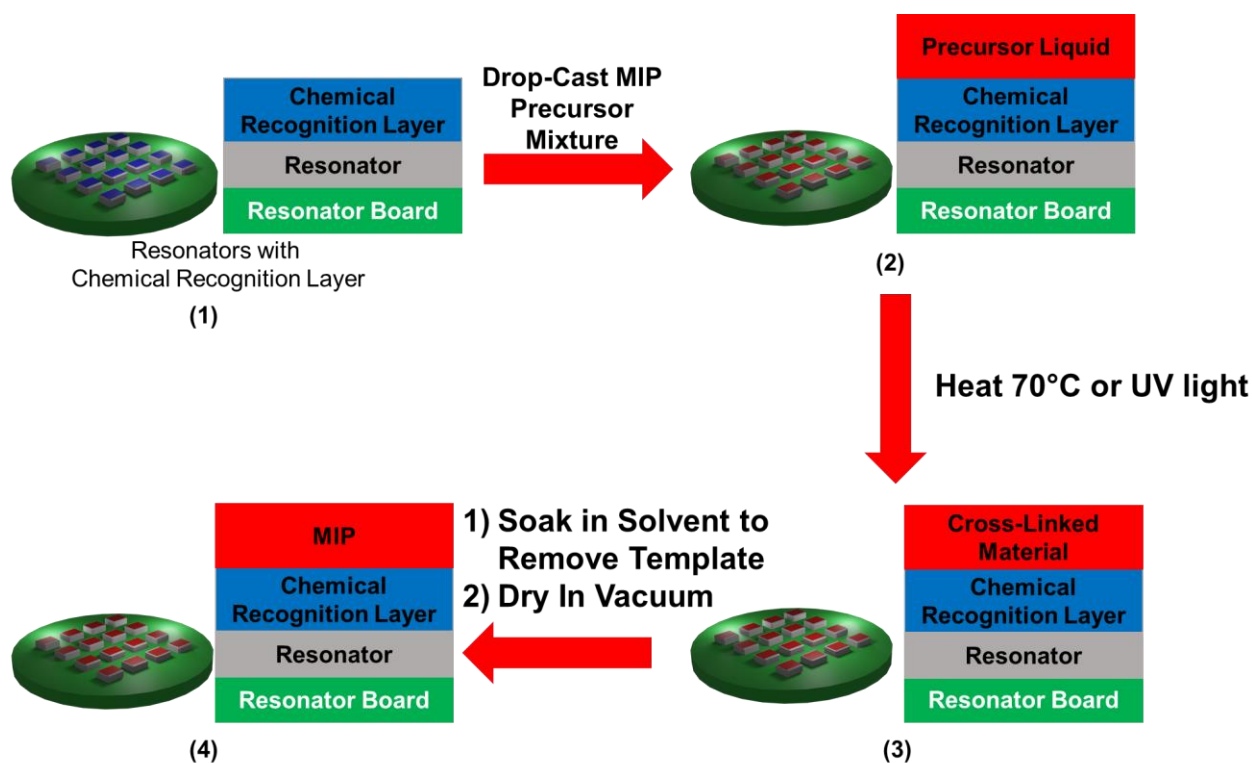 Chemical
Recognition Layer
Resonator
Resonator Board
Resonators with
Chemical Recognition Layer
(1)
Drop-Cast MIP
Precursor
Mixture
Precursor Liquid
Chemical
Recognition Layer
Resonator
Resonator Board
(2)
Heat 70°C or UV light
Cross-Linked
Material
Chemical
Recognition Layer
Resonator
Resonator Board
(3)
1) Soak in Solvent to
Remove Template
2) Dry In Vacuum
MIP
Chemical
Recognition Layer
Resonator
Resonator Board
(4)